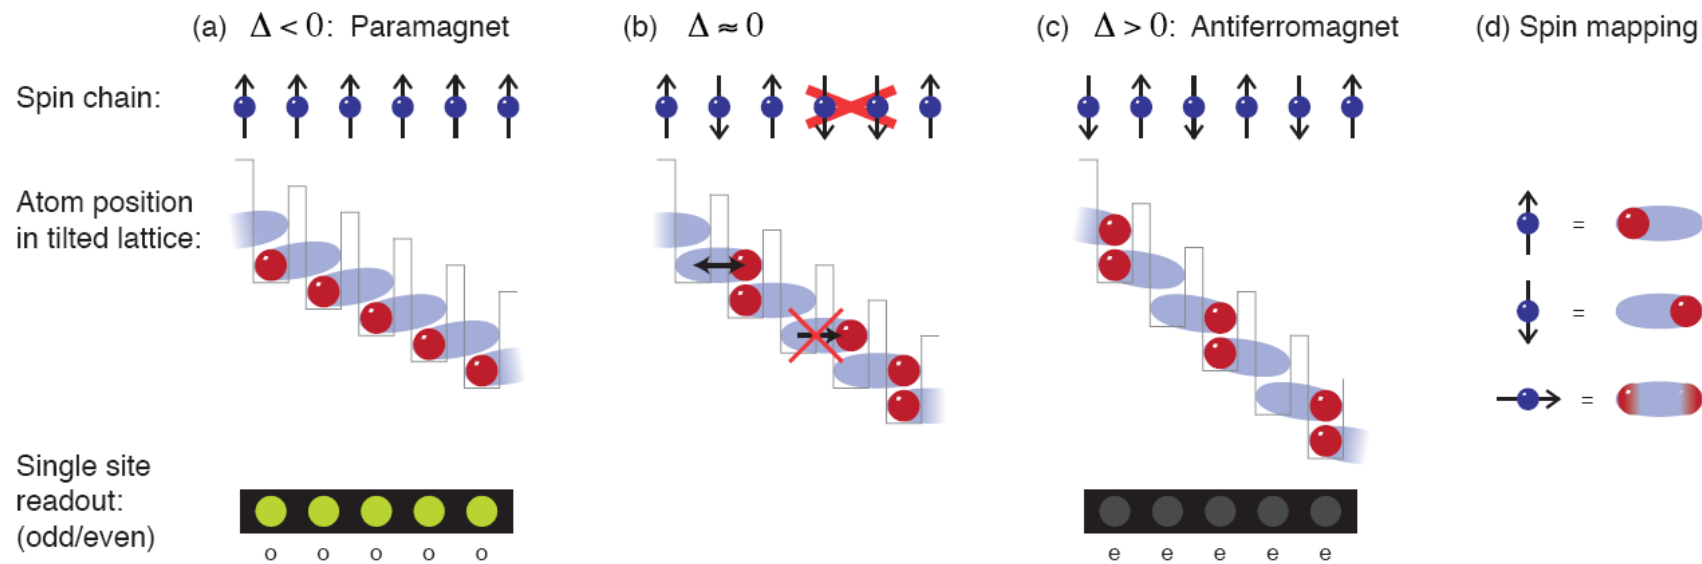 (a) Δ < 0: Paramagnet
(b) Δ ≈ 0
(c) Δ > 0: Antiferromagnet
(d) Spin mapping
Spin chain:
Atom position
in tilted lattice:
=
=
=
Single site
readout:
(odd/even)
o o o o o
e e e e e